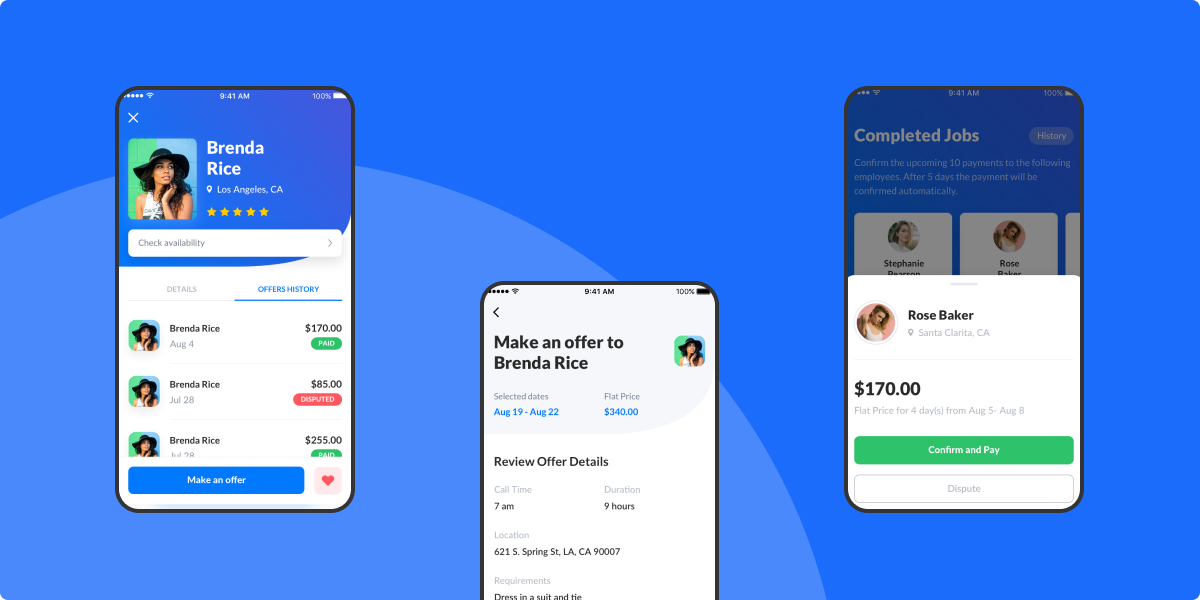 9:41 AM 100%
Brenda
Rice
Los Angeles, CA
Check availability
DETAILS OFFERS HISTORY
Brenda Rice $170.00
Aug 4 PAID
Brenda Rice $85.00
Jul 28 DISPUTED
Brenda Rice $255.00
Jul 28 PAID
Make an offer
9:41 AM 100%
Make an offer to
Brenda Rice
Selected dates Flat Price
Aug 19 - Aug 22 $340.00
Review Offer Details
Call Time Duration
7 am 9 hours
Location
621 S. Spring St, LA, CA 90007
Requirements
Dress in a suit and tie
9:41 AM 100%
Completed Jobs History
Confirm the upcoming 10 payments to the following
employees. After 5 days the payment will be
confirmed automatically.
Stephanie Rose
Pearson Baker
Rose Baker
Santa Clarita, CA
$170.00
Flat Price for 4 day(s) from Aug 5- Aug 8
Confirm and Pay
Dispute